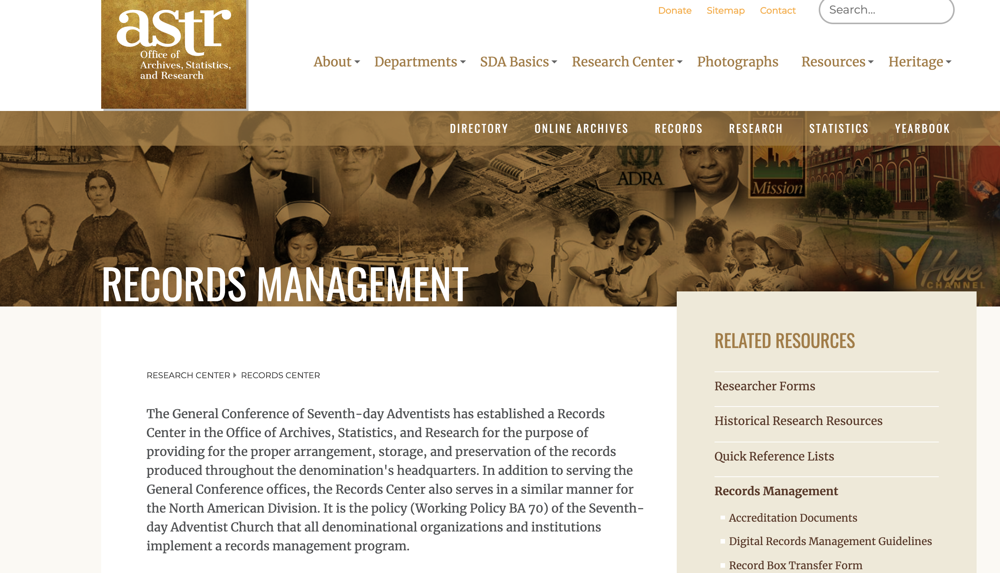 astr
Office of
Archives, Statistics,
and Research
Donate Sitemap Contact
Search...
About Departments SDA Basics Research Center Photographs Resources Heritage
DIRECTORY ONLINE ARCHIVES RECORDS RESEARCH STATISTICS YEARBOOK
Global
ADRA
Mission
Hope
CHANNEL
RECORDS MANAGEMENT
RESEARCH CENTER RECORDS CENTER
The General Conference of Seventh-day Adventists has established a Records
Center in the Office of Archives, Statistics, and Research for the purpose of
providing for the proper arrangement, storage, and preservation of the records
produced throughout the denomination's headquarters. In addition to serving the
General Conference offices, the Records Center also serves in a similar manner for
the North American Division. It is the policy (Working Policy BA 70) of the Seventh-
day Adventist Church that all denominational organizations and institutions
implement a records management program.
RELATED RESOURCES
Researcher Forms
Historical Research Resources
Quick Reference Lists
Records Management
Accreditation Documents
Digital Records Management Guidelines
Record Box Transfer Form